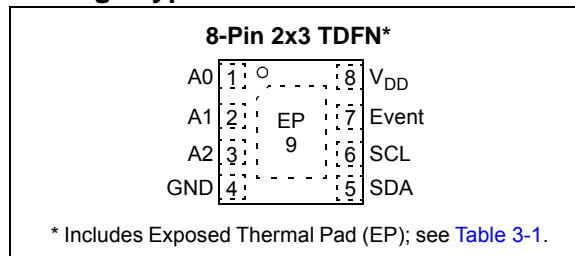 8-Pin 2x3 TDFN*
A0 1 8 VDD
A1 2 EP 7 Event
A2 3 9 6 SCL
GND 4 5 SDA
* Includes Exposed Thermal Pad (EP); see Table 3-1.